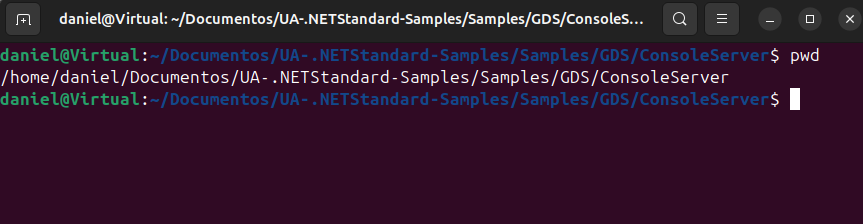 daniel@Virtual: ~/Documentos/UA-.NETStandard-Samples/Samples/GDS/ConsoleS...
daniel@Virtual:~/Documentos/UA-.NETStandard-Samples/Samples/GDS/ConsoleServer$ pwd
/home/daniel/Documentos/UA-.NETStandard-Samples/Samples/GDS/ConsoleServer
daniel@Virtual:~/Documentos/UA-.NETStandard-Samples/Samples/GDS/ConsoleServer$